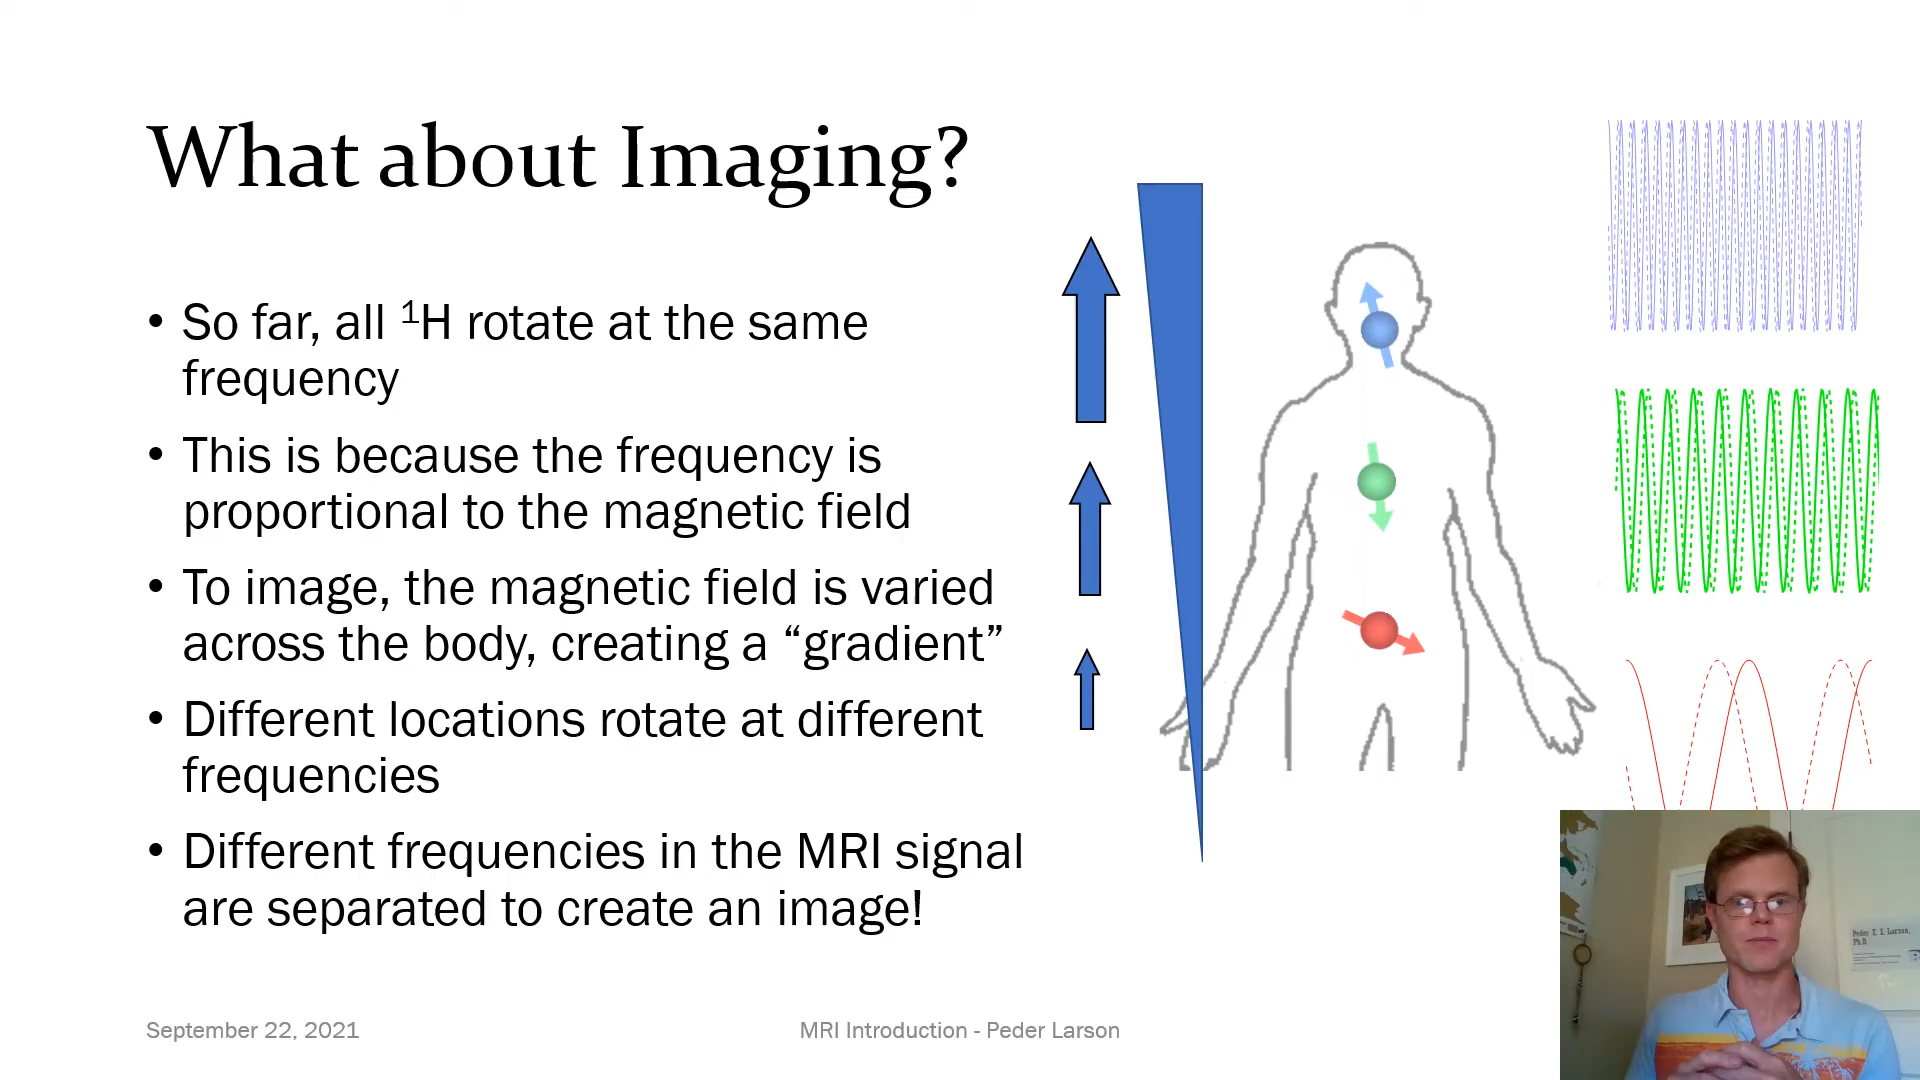 What about Imaging?
• So far, all ¹H rotate at the same
frequency
• This is because the frequency is
proportional to the magnetic field
• To image, the magnetic field is varied
across the body, creating a “gradient”
• Different locations rotate at different
frequencies
• Different frequencies in the MRI signal
are separated to create an image!
Peder E. E. Larson,
Ph.D.
September 22, 2021
MRI Introduction - Peder Larson